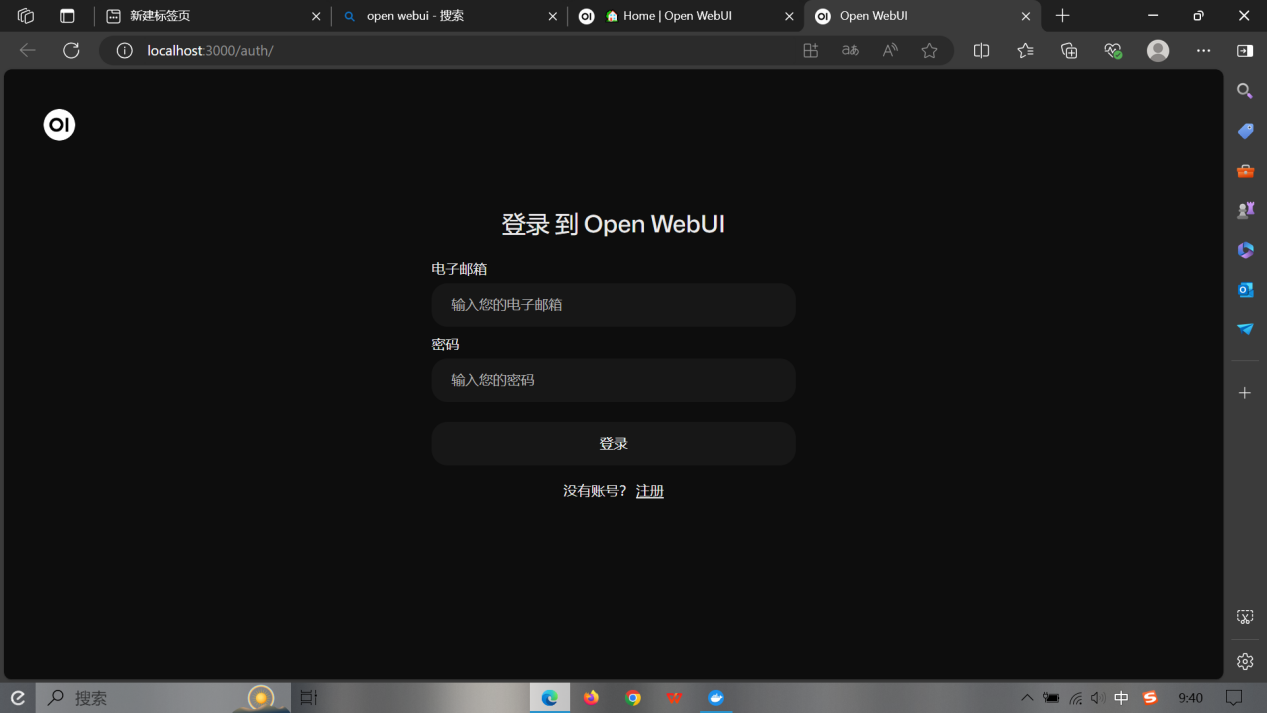 新建标签页
open webui - 搜索
OI
Home | Open WebUI
OI
Open WebUI
localhost:3000/auth/
OI
登录 到 Open WebUI
电子邮箱
输入您的电子邮箱
密码
输入您的密码
登录
没有账号? 注册
搜索
中
9:40